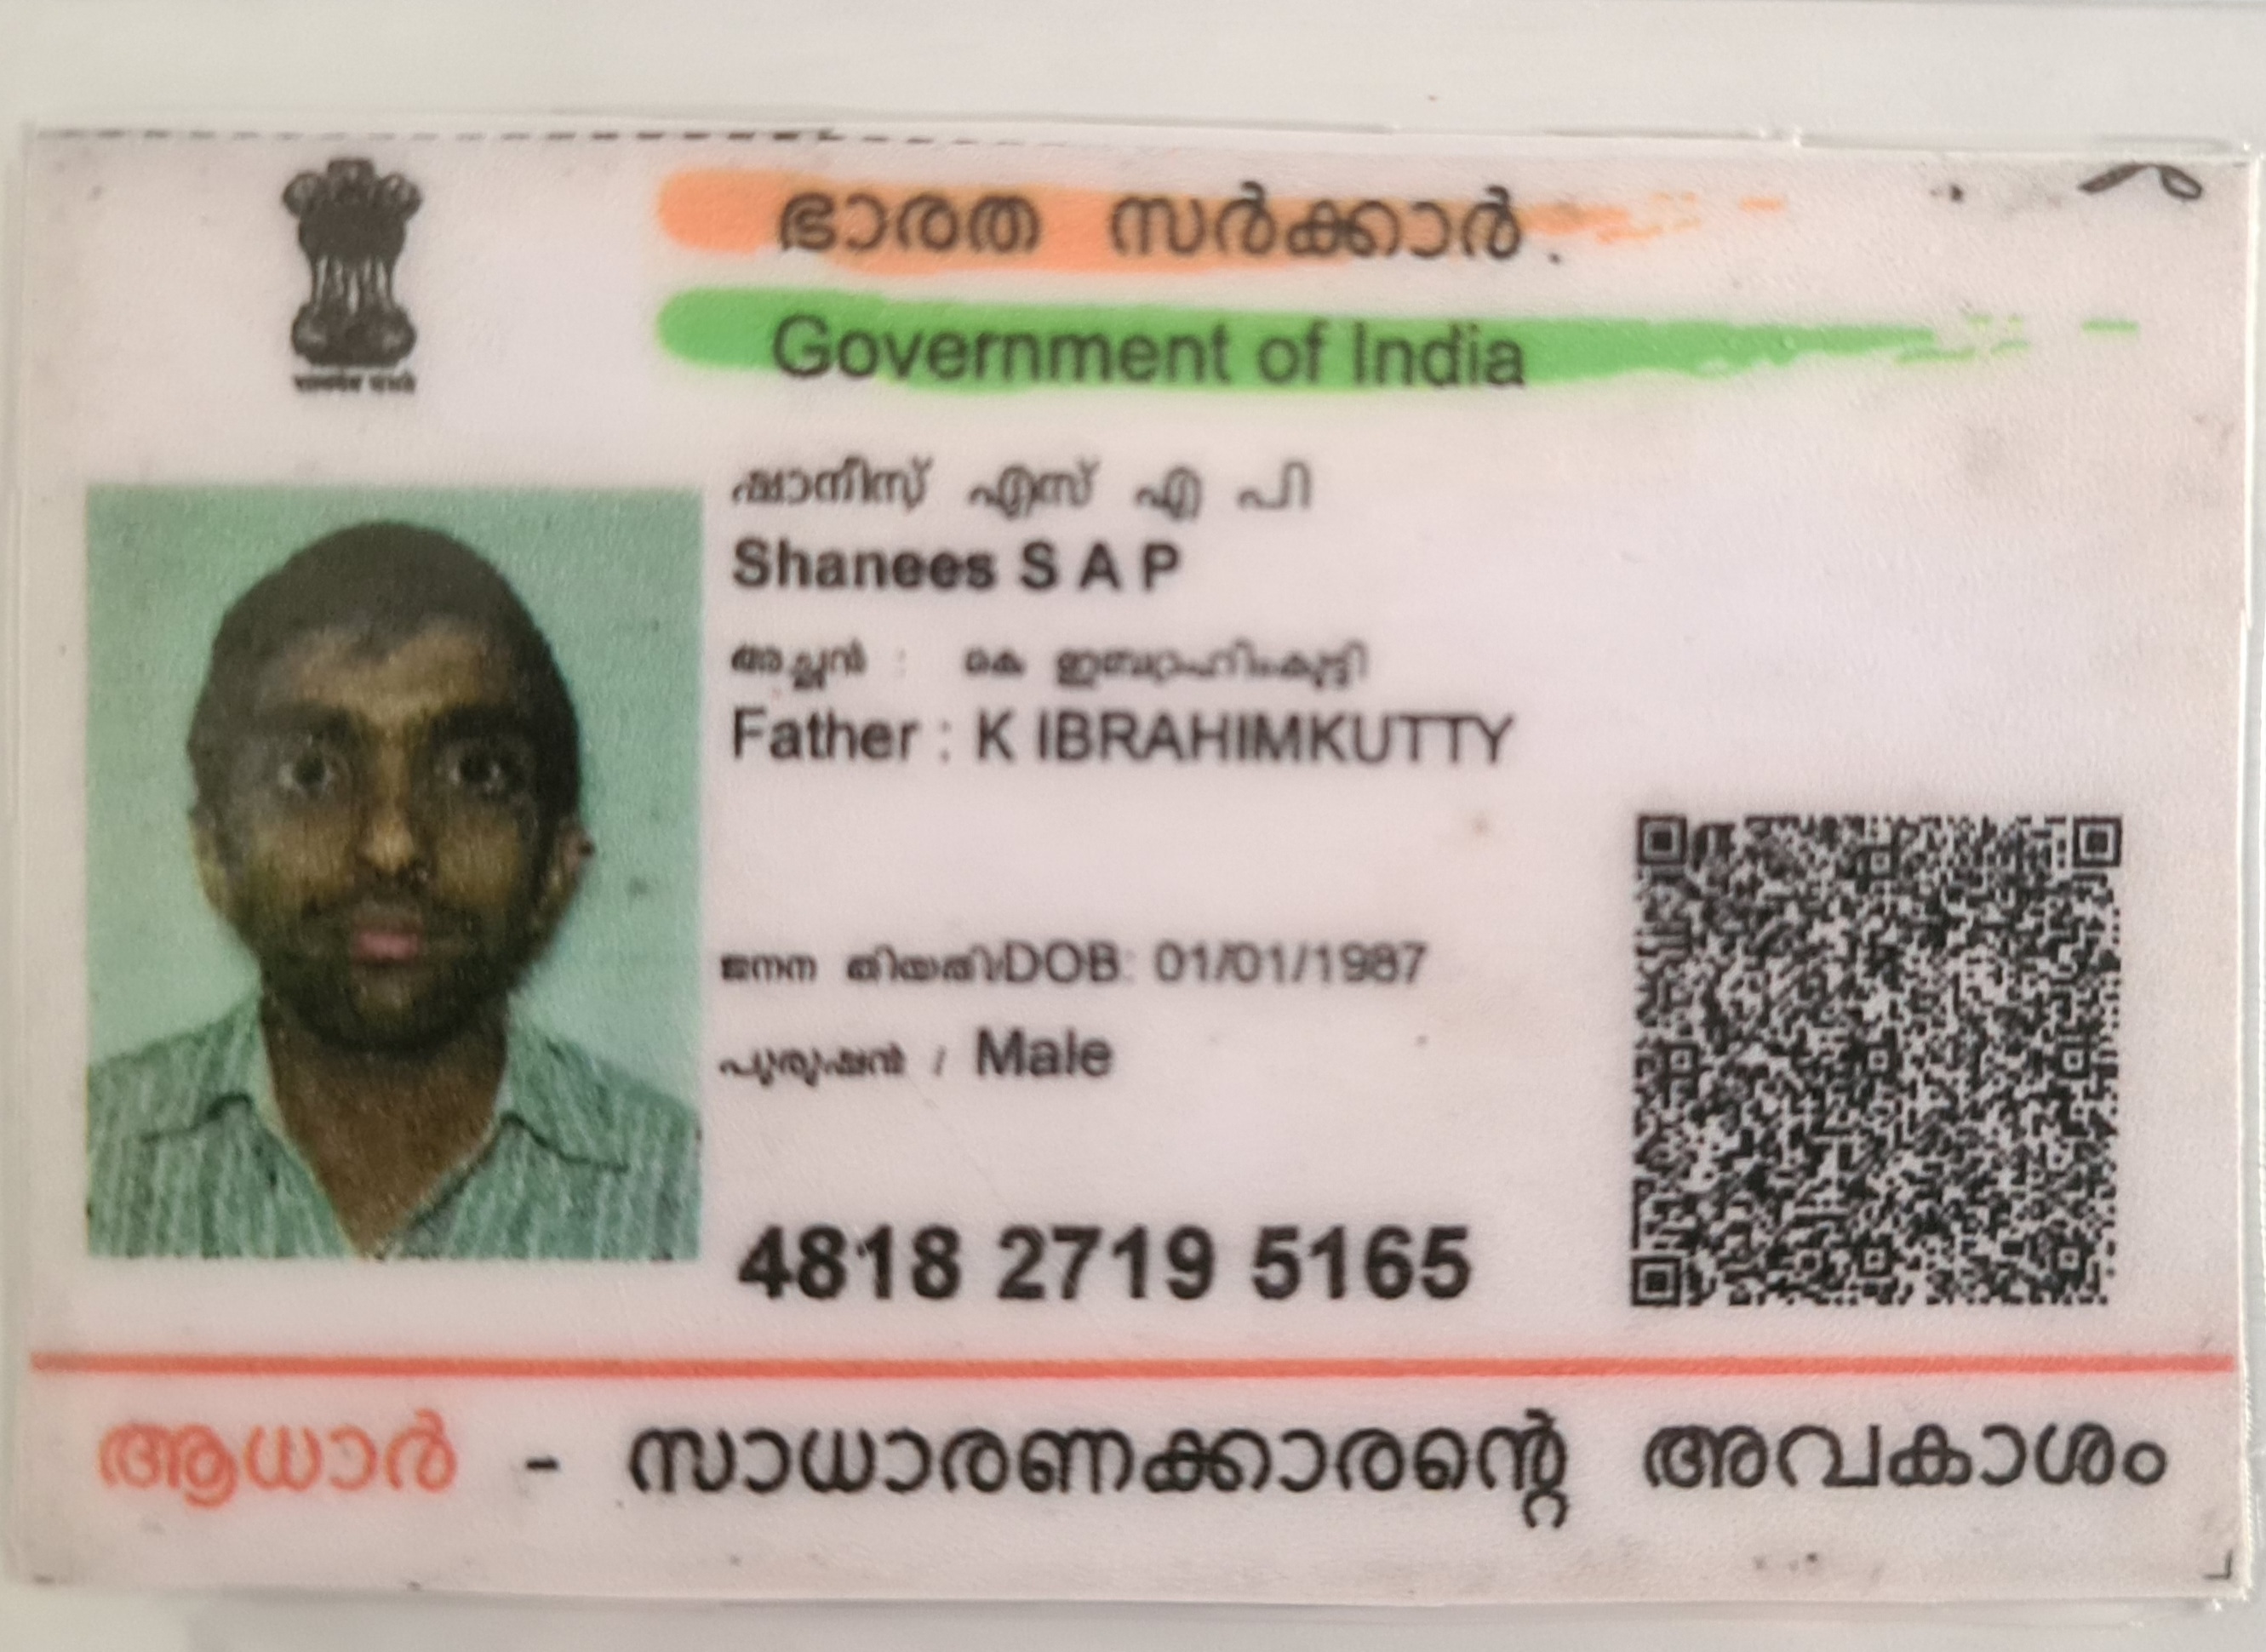 ഭാരത സർക്കാർ.
Government of India
ഷാനീസ് എസ് എ പി
Shanees S A P
അച്ഛൻ : കെ ഇബ്രാഹിംകുട്ടി
Father : K IBRAHIMKUTTY
ജനന തിയതി/DOB: 01/01/1987
പുരുഷൻ / Male
4818 2719 5165
ആധാർ - സാധാരണക്കാരന്റെ അവകാശം